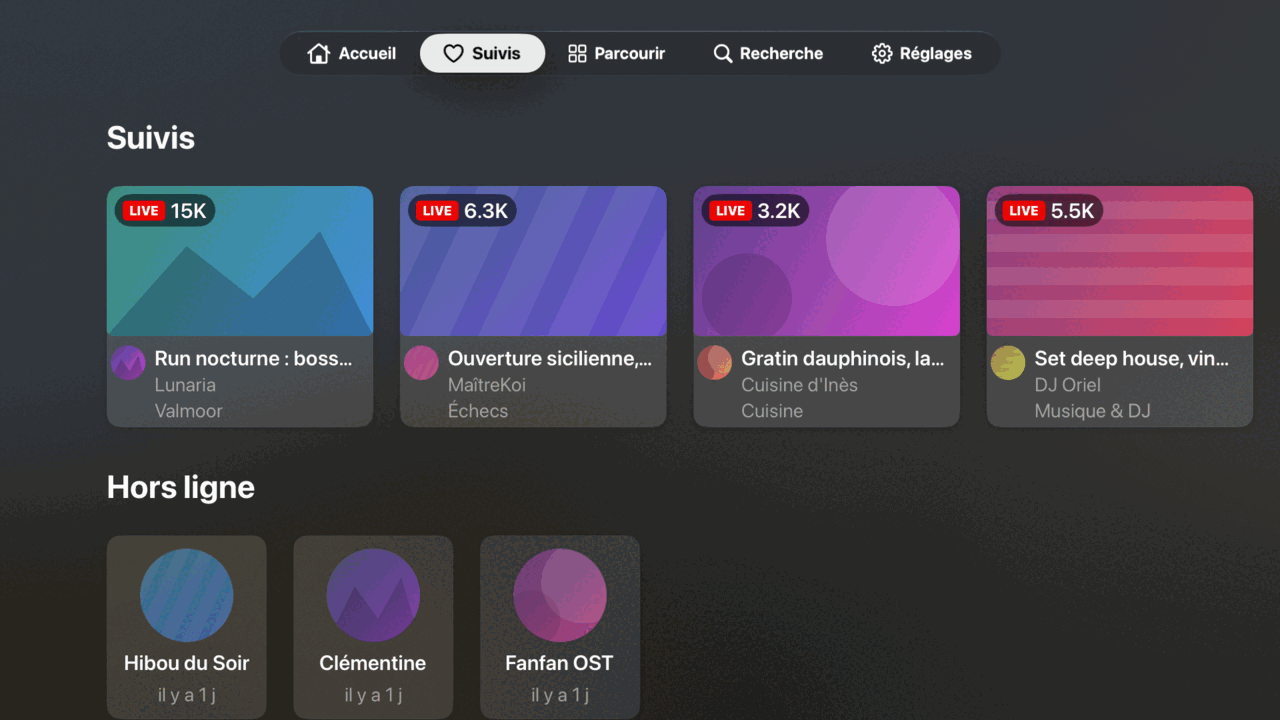 Accueil
Suivis
Parcourir
Recherche
Réglages
Suivis
LIVE 15K
LIVE 6.3K
LIVE 3.2K
LIVE 5.5K
Run nocturne : boss...
Lunaria
Valmoor
Ouverture sicilienne,...
MaîtreKoi
Échecs
Gratin dauphinois, la...
Cuisine d'Inès
Cuisine
Set deep house, vin...
DJ Oriel
Musique & DJ
Hors ligne
Hibou du Soir
il y a 1 j
Clémentine
il y a 1 j
Fanfan OST
il y a 1 j